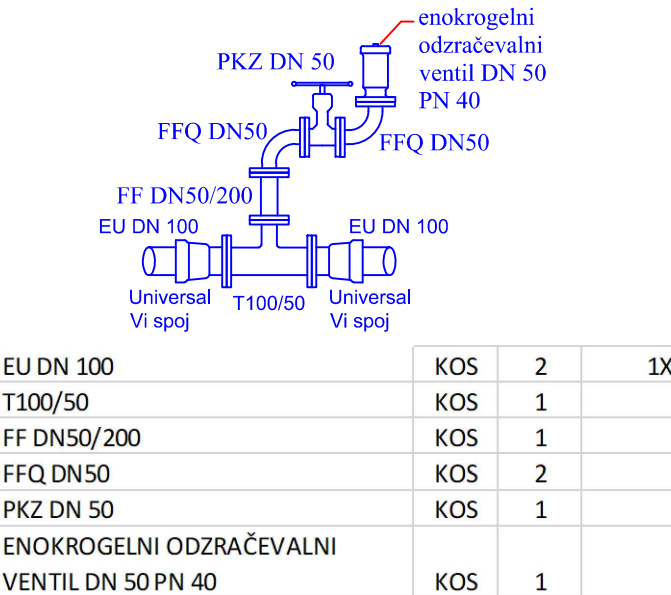 enokrogelni
odzračevalni
ventil DN 50
PN 40
PKZ DN 50
FFQ DN50
FFQ DN50
FF DN50/200
EU DN 100
EU DN 100
Universal
Vi spoj
T100/50
Universal
Vi spoj
EU DN 100 KOS 2 1X
T100/50 KOS 1
FF DN50/200 KOS 1
FFQ DN50 KOS 2
PKZ DN 50 KOS 1
ENOKROGELNI ODZRAČEVALNI
VENTIL DN 50 PN 40 KOS 1